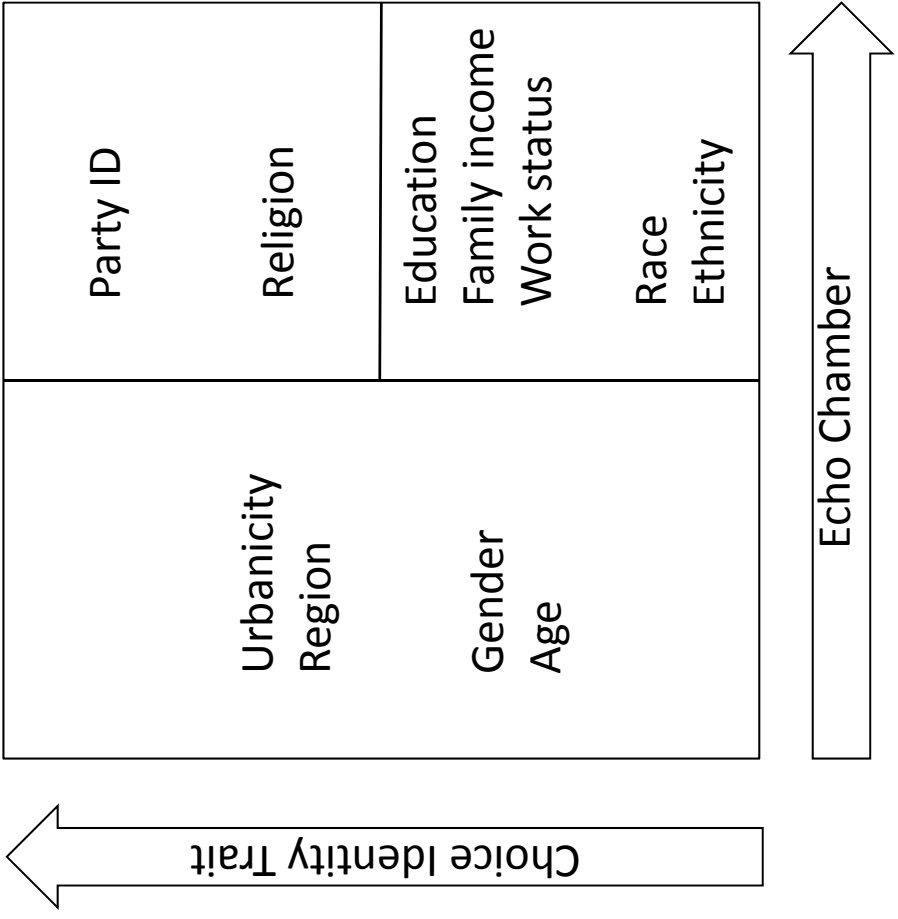 Party ID
Religion
Education
Family income
Work status
Race
Ethnicity
Urbanicity
Region
Gender
Age
Echo Chamber
Choice Identity Trait